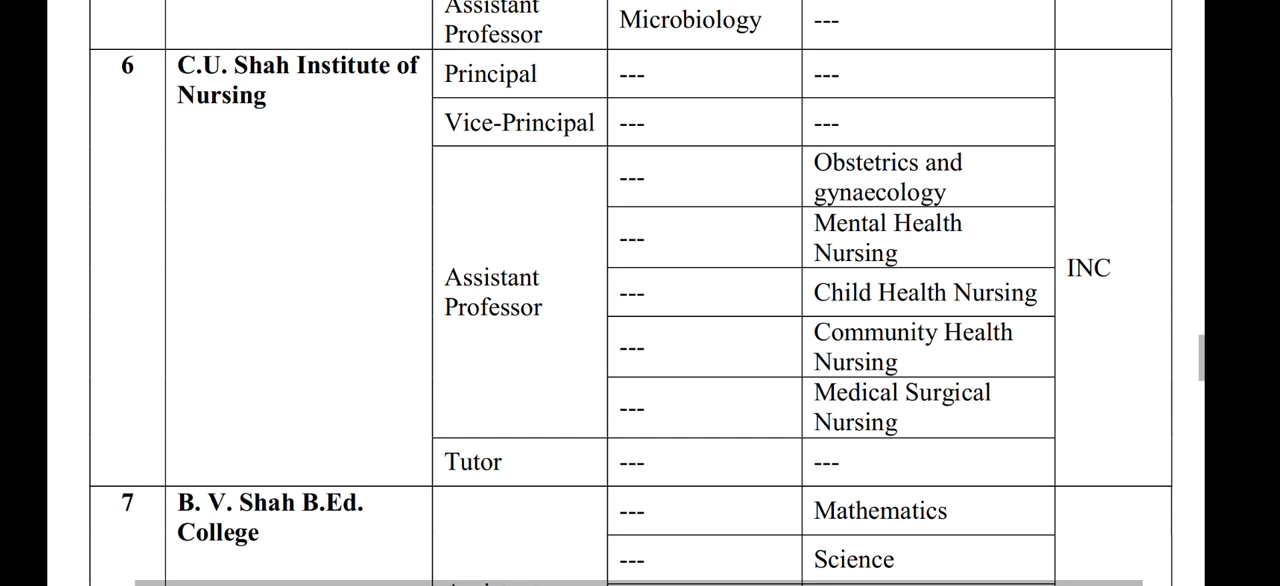 Assistant
Professor
Microbiology
---
6
C.U. Shah Institute of
Nursing
Principal
---
---
Vice-Principal
---
---
Assistant
Professor
---
Obstetrics and
gynaecology
---
Mental Health
Nursing
---
Child Health Nursing
---
Community Health
Nursing
---
Medical Surgical
Nursing
Tutor
---
---
INC
7
B. V. Shah B.Ed.
College
---
Mathematics
---
Science